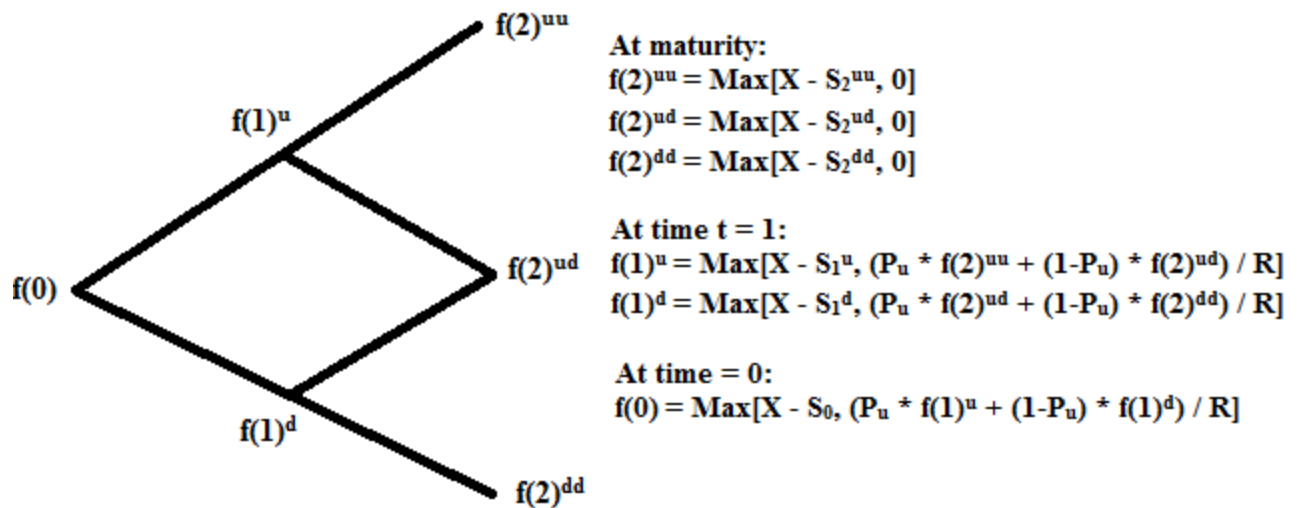 f(2)ᵘᵘ
At maturity:
f(2)ᵘᵘ = Max[X - S₂ᵘᵘ, 0]
f(1)ᵘ
f(2)ᵘᵈ = Max[X - S₂ᵘᵈ, 0]
f(2)ᵈᵈ = Max[X - S₂ᵈᵈ, 0]
At time t = 1:
f(1)ᵘ = Max[X - S₁ᵘ, (Pᵤ * f(2)ᵘᵘ + (1-Pᵤ) * f(2)ᵘᵈ) / R]
f(2)ᵘᵈ
f(0)
f(1)ᵈ = Max[X - S₁ᵈ, (Pᵤ * f(2)ᵘᵈ + (1-Pᵤ) * f(2)ᵈᵈ) / R]
At time = 0:
f(0) = Max[X - S₀, (Pᵤ * f(1)ᵘ + (1-Pᵤ) * f(1)ᵈ) / R]
f(1)ᵈ
f(2)ᵈᵈ